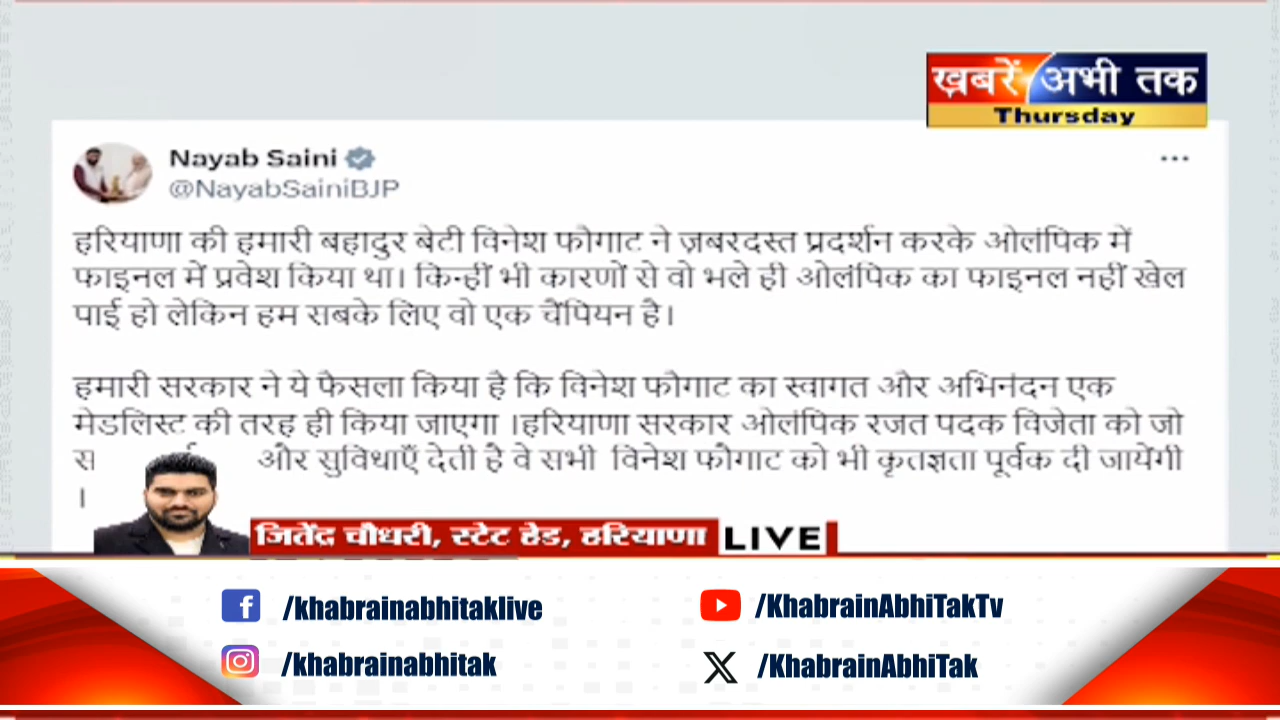 ख़बरें अभी तक
Thursday
Nayab Saini
@NayabSainiBJP
हरियाणा की हमारी बहादुर बेटी विनेश फौगाट ने ज़बरदस्त प्रदर्शन करके ओलंपिक में
फाइनल में प्रवेश किया था। किन्हीं भी कारणों से वो भले ही ओलंपिक का फाइनल नहीं खेल
पाई हो लेकिन हम सबके लिए वो एक चैंपियन है।
हमारी सरकार ने ये फैसला किया है कि विनेश फौगाट का स्वागत और अभिनंदन एक
मेडलिस्ट की तरह ही किया जाएगा ।हरियाणा सरकार ओलंपिक रजत पदक विजेता को जो
और सुविधाएँ देती है वे सभी विनेश फौगाट को भी कृतज्ञता पूर्वक दी जायेंगी
।
जितेंद्र चौधरी, स्टेट हेड, हरियाणा LIVE
/khabrainabhitaklive /KhabrainAbhiTakTv
/khabrainabhitak /KhabrainAbhiTak